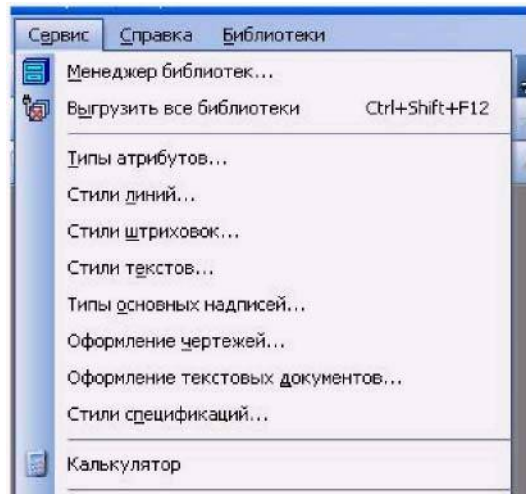 Сервис Справка Библиотеки
Менеджер библиотек...
Выгрузить все библиотеки Ctrl+Shift+F12
Типы атрибутов...
Стили линий...
Стили штриховок...
Стили текстов...
Типы основных надписей...
Оформление чертежей...
Оформление текстовых документов...
Стили спецификаций...
Калькулятор